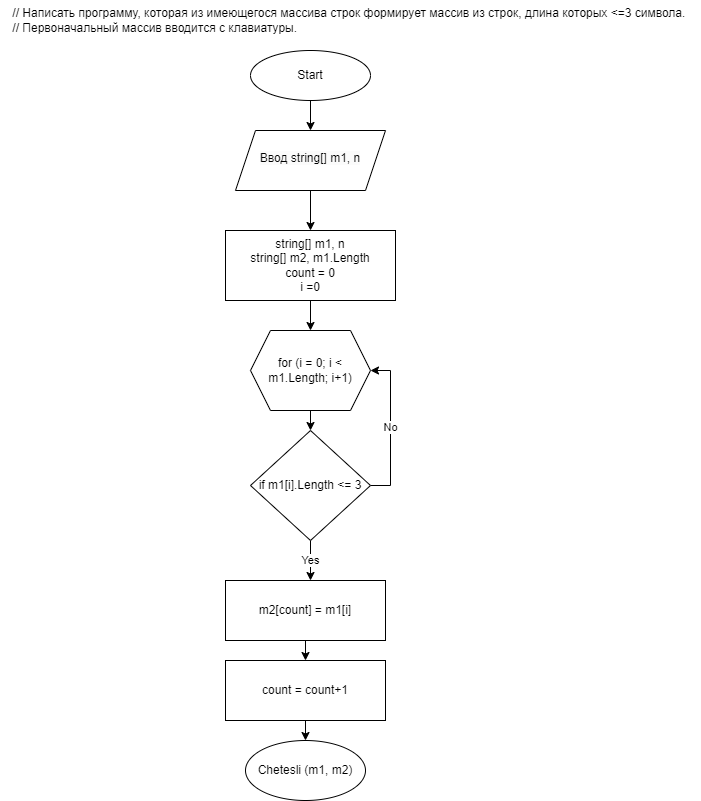 // Написать программу, которая из имеющегося массива строк формирует массив из строк, длина которых <=3 символа.
// Первоначальный массив вводится с клавиатуры.
Start
Ввод string[] m1, n
string[] m1, n
string[] m2, m1.Length
count = 0
i =0
for (i = 0; i <
m1.Length; i+1)
No
if m1[i].Length <= 3
Yes
m2[count] = m1[i]
count = count+1
Chetesli (m1, m2)